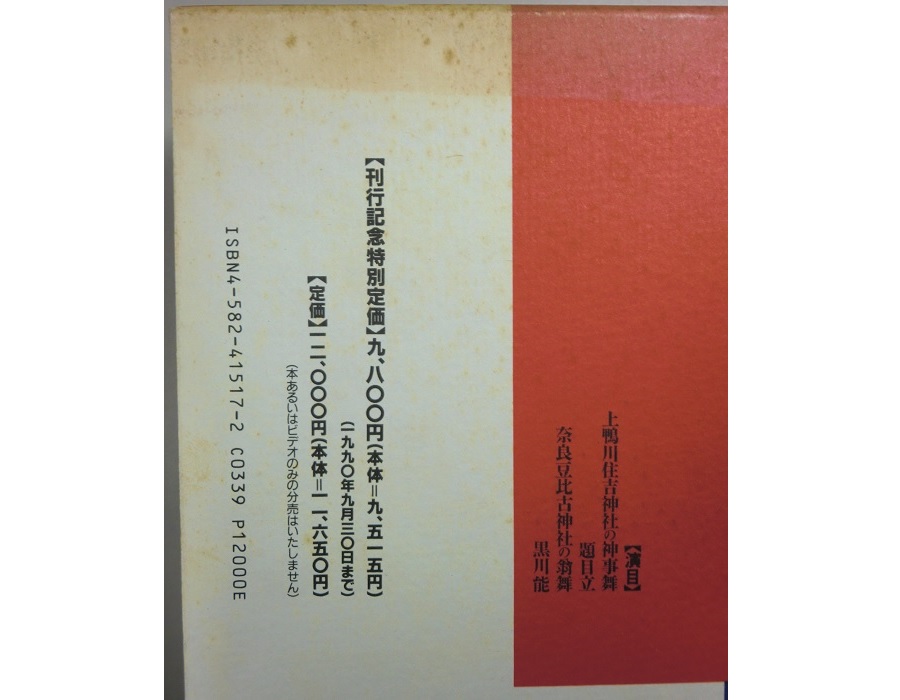 【演目】
上鴨川住吉神社の神事舞
題目立
奈良豆比古神社の翁舞
黒川能
【刊行記念特別定価】九、八〇〇円(本体=九、五一五円)
(一九九〇年九月三〇日まで)
【定価】一二、〇〇〇円(本体=一一、六五〇円)
(本あるいはビデオのみの分売はいたしません)
ISBN4-582-41517-2 C0339 P12000E